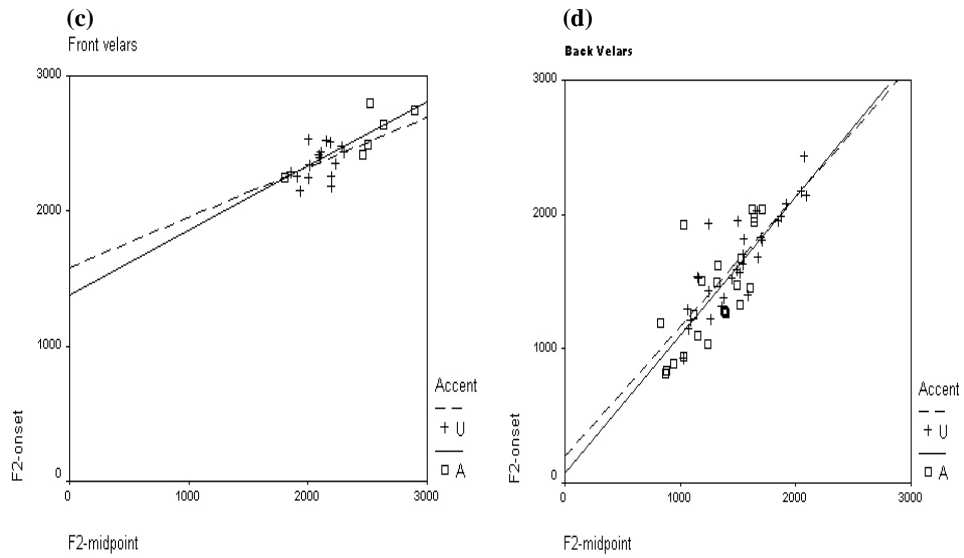 (c)
Front velars
3000
2000
1000
0
0 1000 2000 3000
F2-onset
F2-midpoint
Accent
U
A
(d)
Back Velars
3000
2000
1000
0
0 1000 2000 3000
F2-onset
F2-midpoint
Accent
U
A